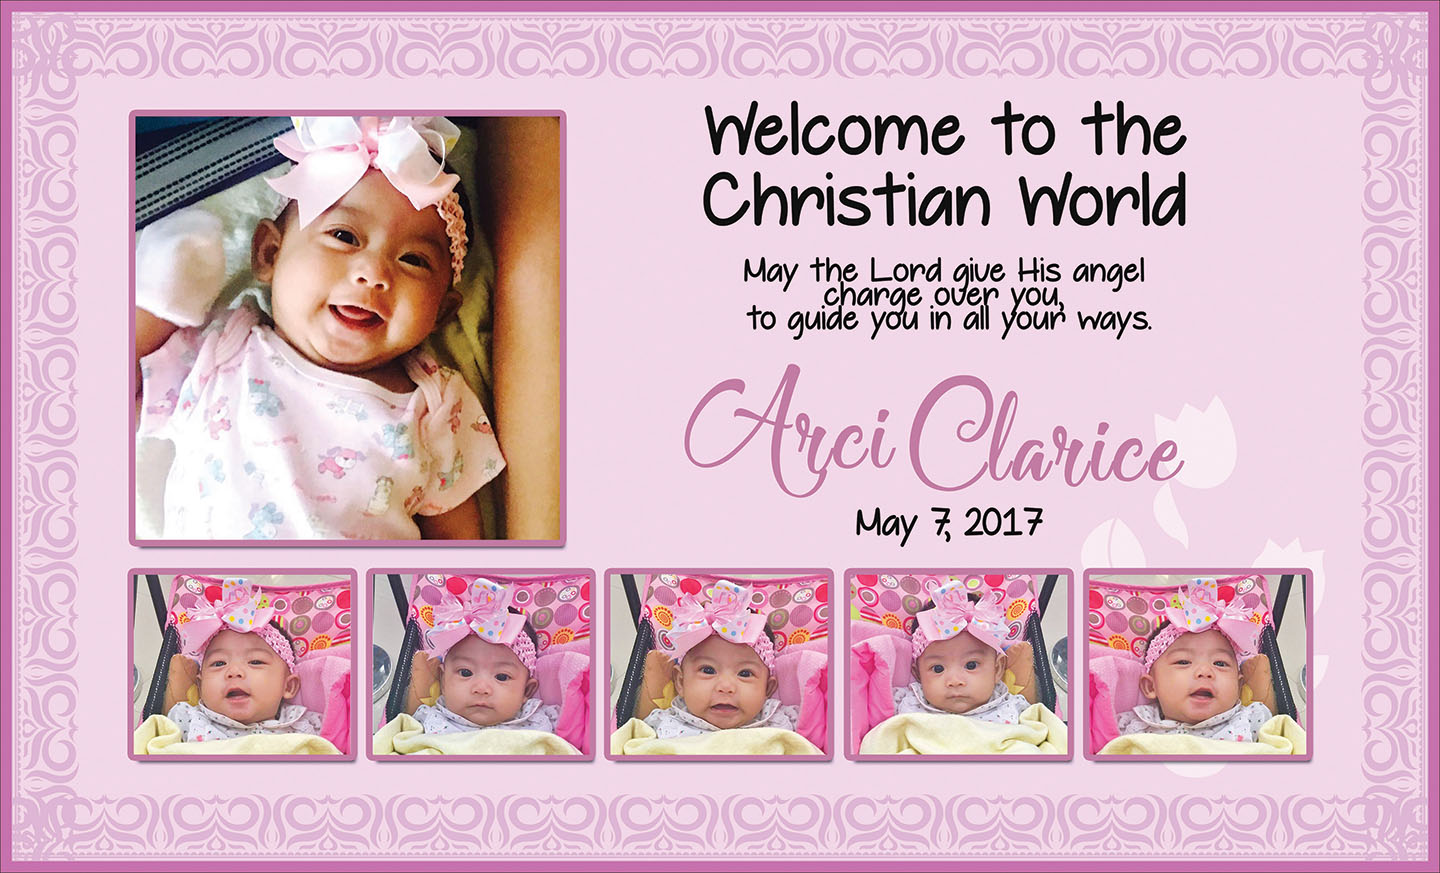 Welcome to the
Christian World
May the Lord give His angel
charge over you,
to guide you in all your ways.
Arci Clarice
May 7, 2017